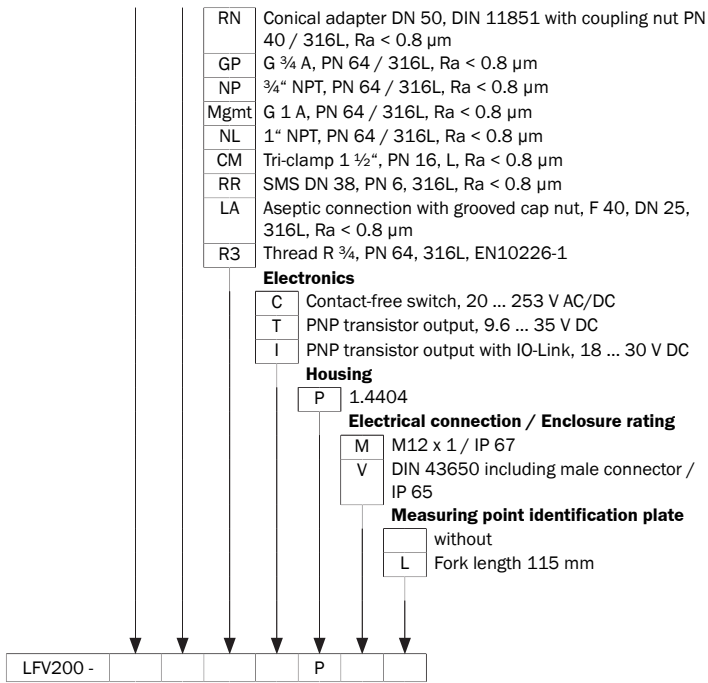 RN Conical adapter DN 50, DIN 11851 with coupling nut PN
40 / 316L, Ra < 0.8 µm
GP G ¾ A, PN 64 / 316L, Ra < 0.8 µm
NP ¾“ NPT, PN 64 / 316L, Ra < 0.8 µm
Mgmt G 1 A, PN 64 / 316L, Ra < 0.8 µm
NL 1“ NPT, PN 64 / 316L, Ra < 0.8 µm
CM Tri-clamp 1 ½“, PN 16, L, Ra < 0.8 µm
RR SMS DN 38, PN 6, 316L, Ra < 0.8 µm
LA Aseptic connection with grooved cap nut, F 40, DN 25,
316L, Ra < 0.8 µm
R3 Thread R ¾, PN 64, 316L, EN10226-1
Electronics
C Contact-free switch, 20 ... 253 V AC/DC
T PNP transistor output, 9.6 ... 35 V DC
I PNP transistor output with IO-Link, 18 ... 30 V DC
Housing
P 1.4404
Electrical connection / Enclosure rating
M M12 x 1 / IP 67
V DIN 43650 including male connector /
IP 65
Measuring point identification plate
without
L Fork length 115 mm
LFV200 - P